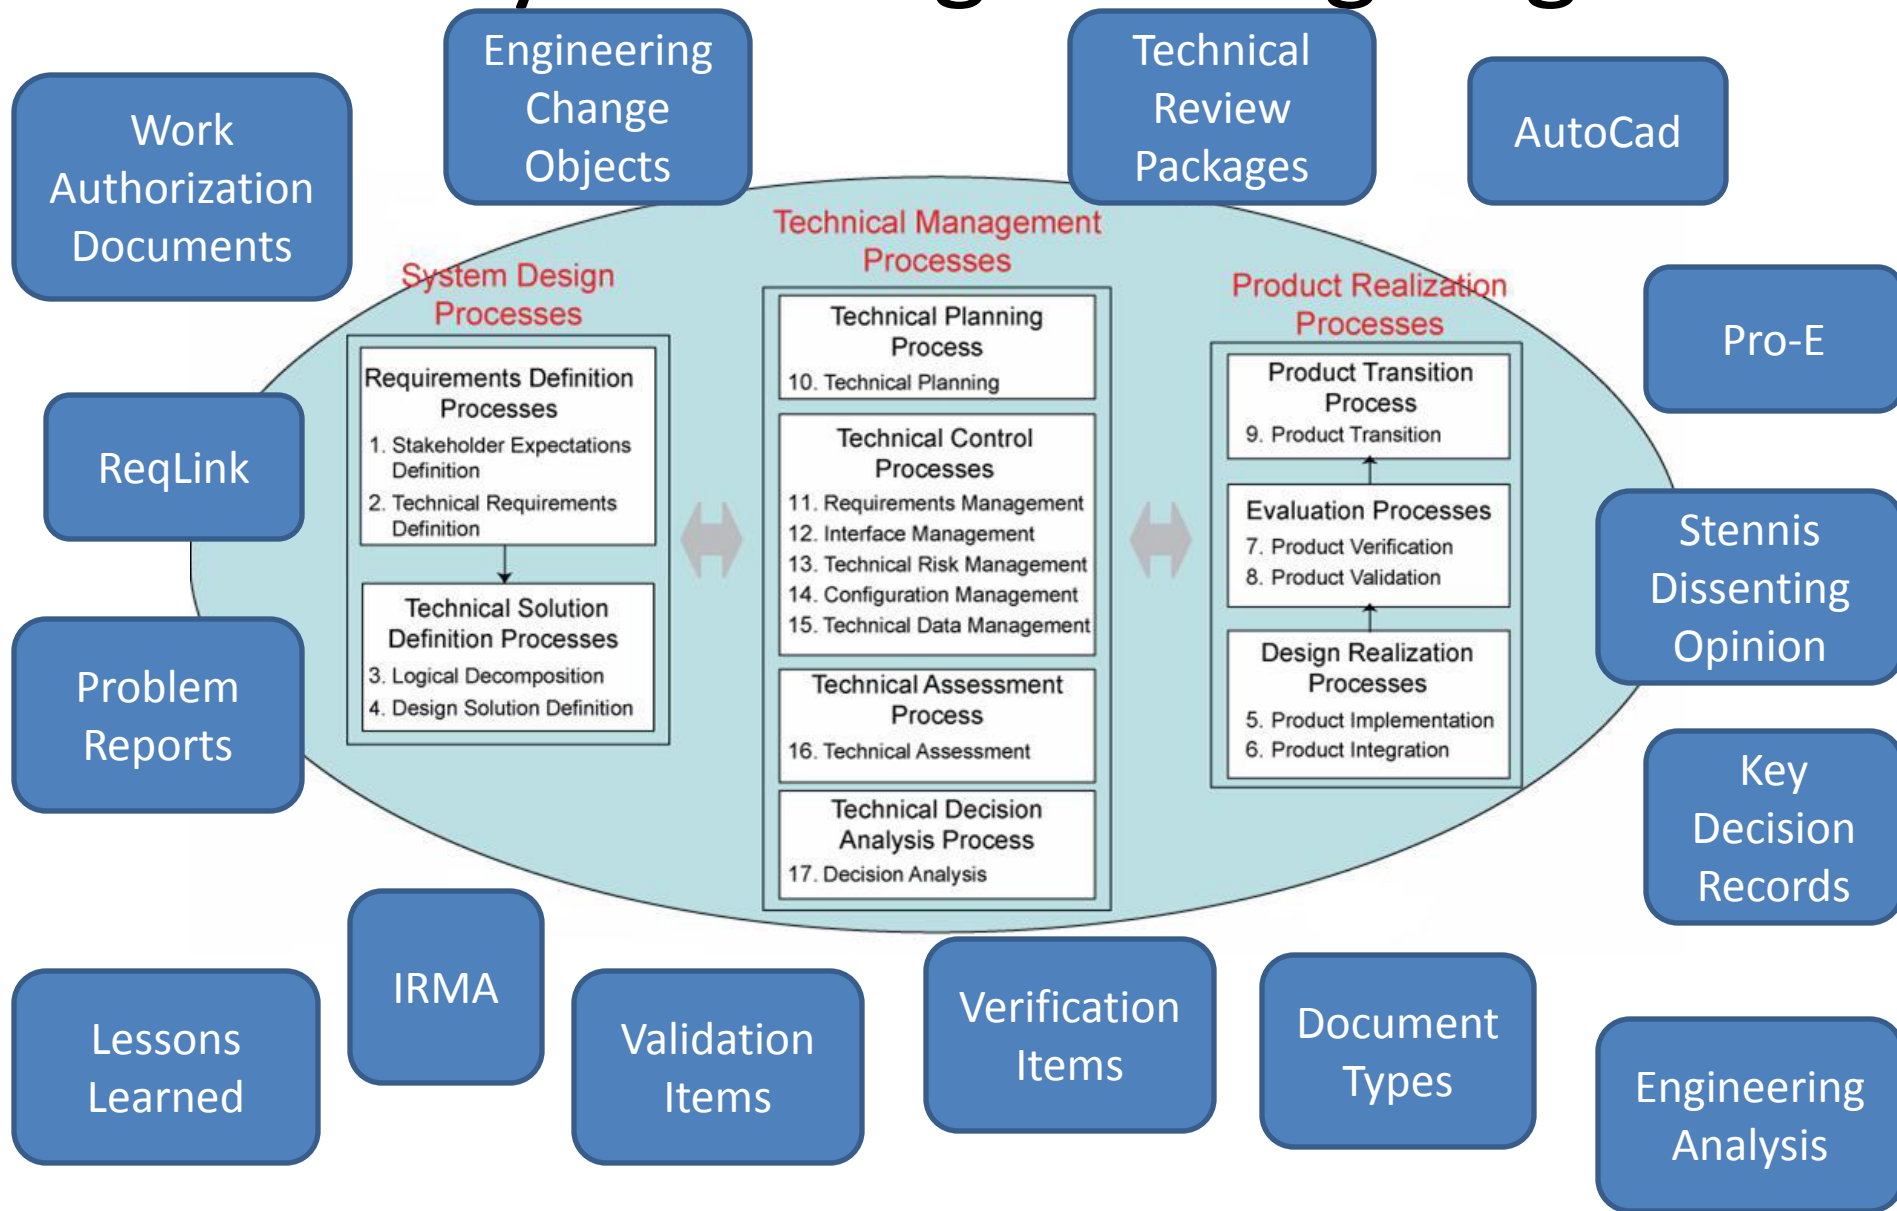 Engineering
Change
Objects
Technical
Review
Packages
AutoCad
Work
Authorization
Documents
Technical Management
Processes
System Design
Processes
Product Realization
Processes
Pro-E
Requirements Definition
Processes
1. Stakeholder Expectations
Definition
2. Technical Requirements
Definition
Technical Solution
Definition Processes
3. Logical Decomposition
4. Design Solution Definition
Technical Planning
Process
10. Technical Planning
Technical Control
Processes
11. Requirements Management
12. Interface Management
13. Technical Risk Management
14. Configuration Management
15. Technical Data Management
Technical Assessment
Process
16. Technical Assessment
Technical Decision
Analysis Process
17. Decision Analysis
Product Transition
Process
9. Product Transition
Evaluation Processes
7. Product Verification
8. Product Validation
Design Realization
Processes
5. Product Implementation
6. Product Integration
ReqLink
Stennis
Dissenting
Opinion
Problem
Reports
Key
Decision
Records
IRMA
Lessons
Learned
Validation
Items
Verification
Items
Document
Types
Engineering
Analysis